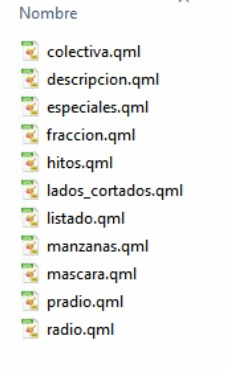 Nombre
colectiva.qml
descripcion.qml
especiales.qml
fraccion.qml
hitos.qml
lados_cortados.qml
listado.qml
manzanas.qml
mascara.qml
pradio.qml
radio.qml